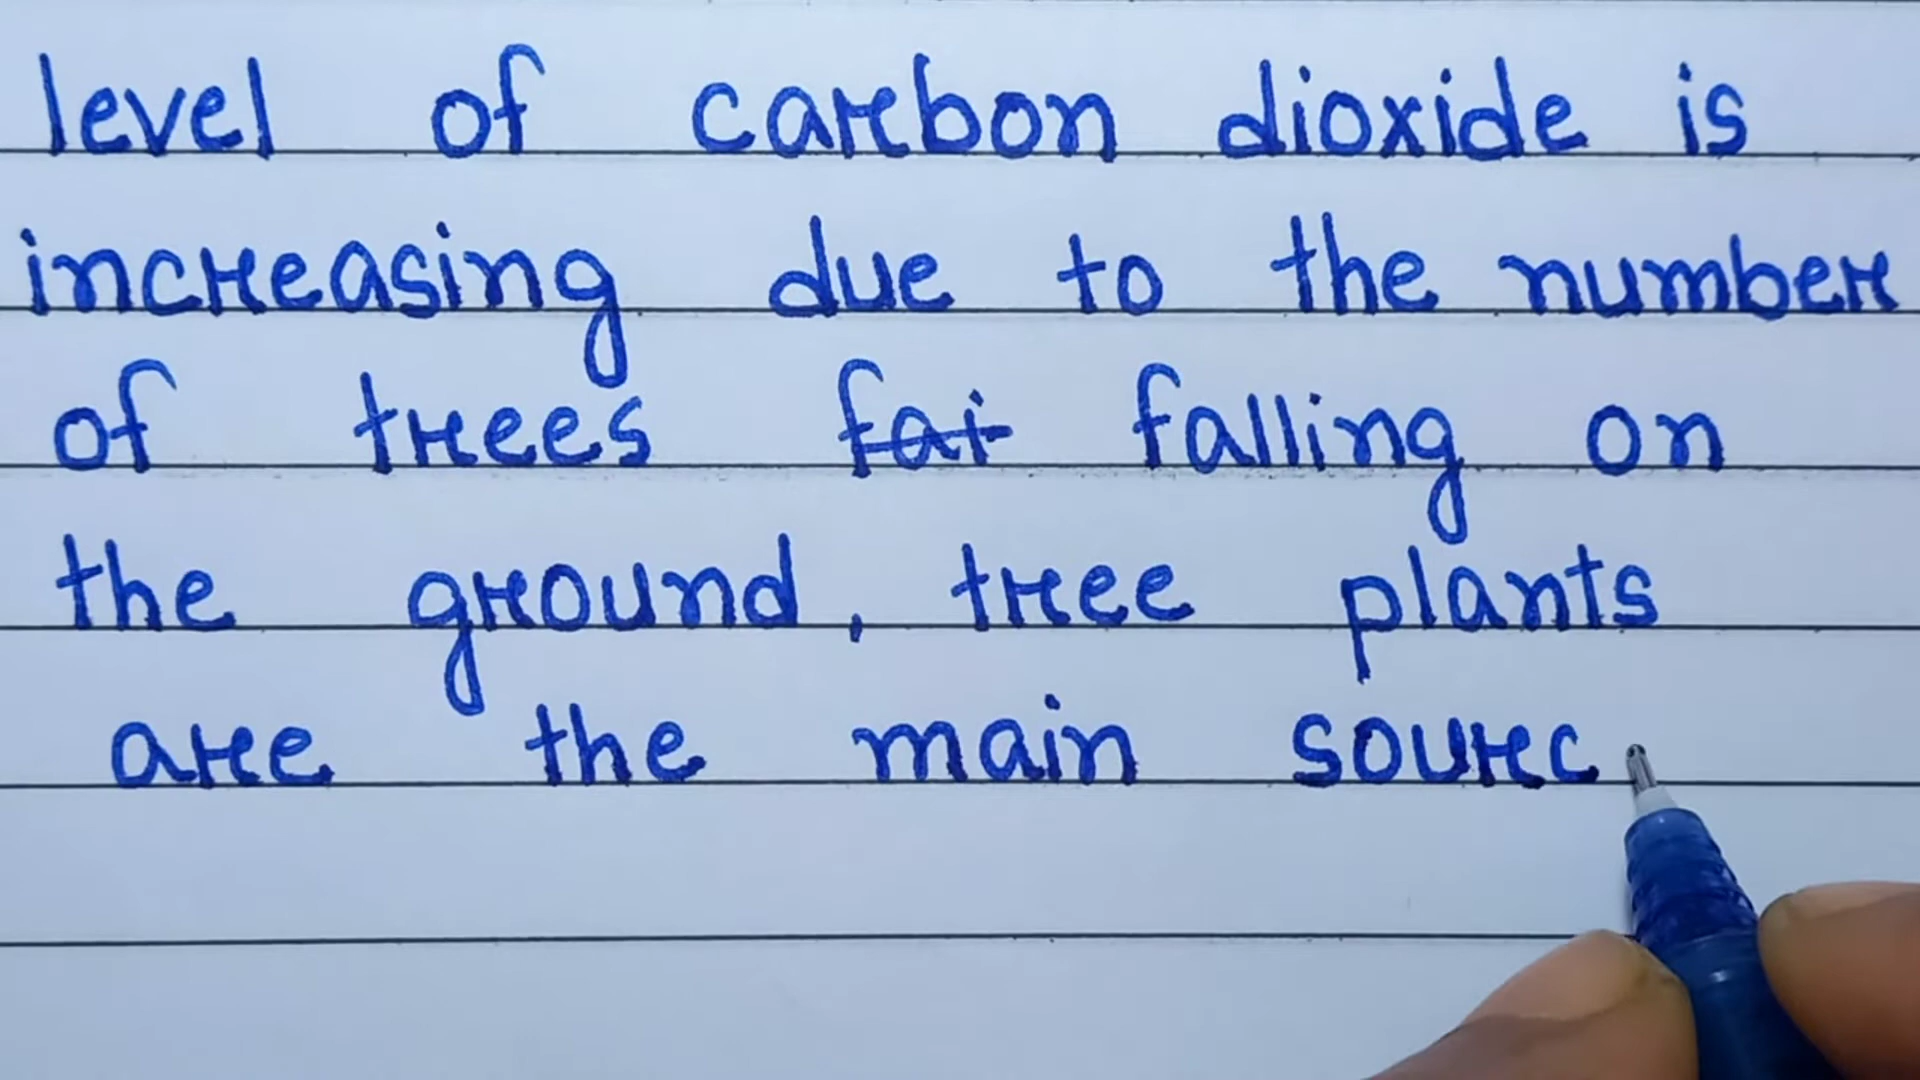 level of carbon dioxide is
increasing due to the number
of trees fai falling on
the ground, tree plants
are the main sourc